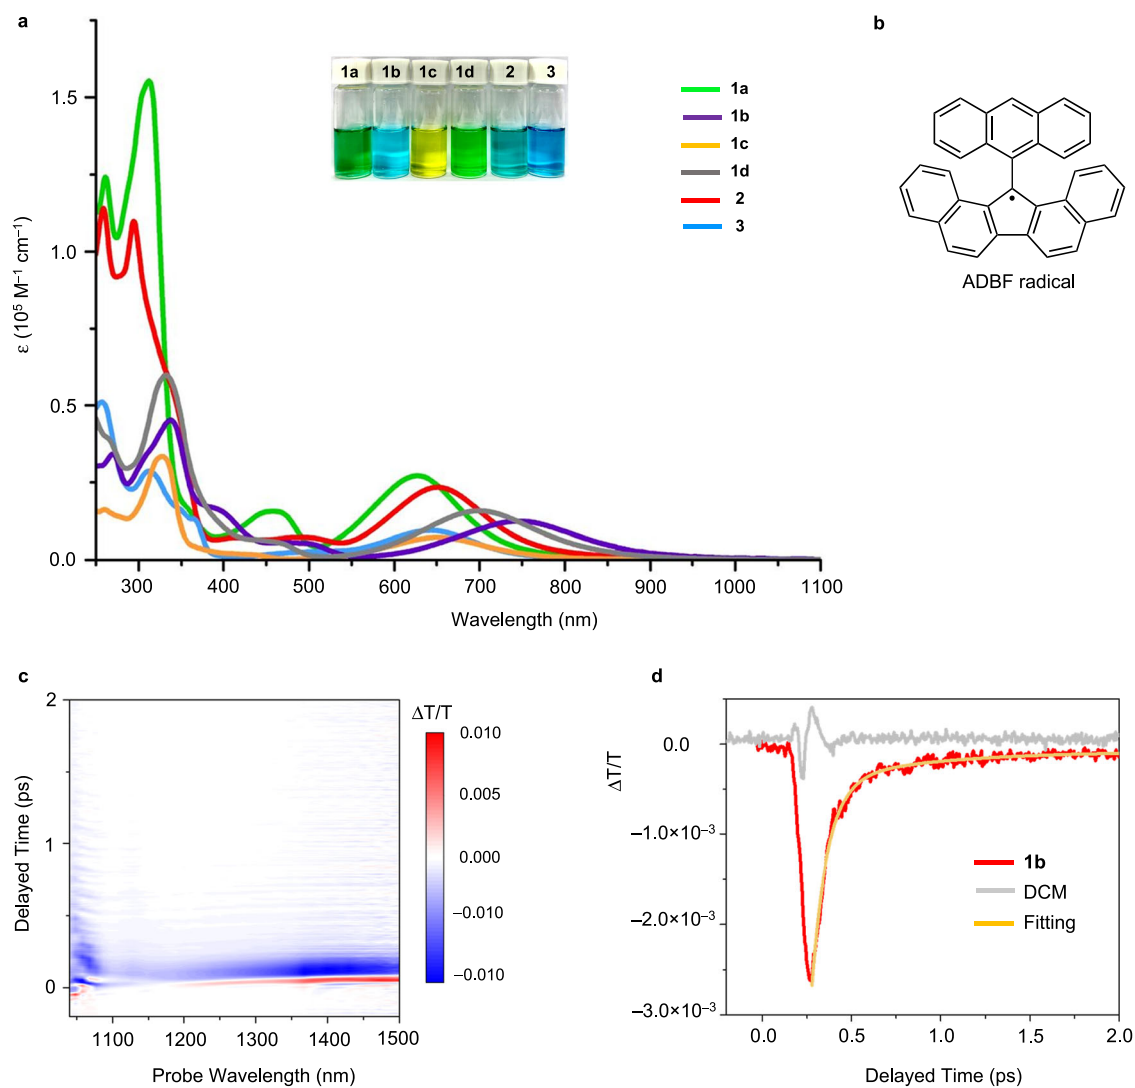 a
b
1a 1b 1c 1d 2 3
1a
1b
1c
1d
2
3
1.5
1.0
0.5
0.0
ε (10⁵ M⁻¹ cm⁻¹)
300 400 500 600 700 800 900 1000 1100
Wavelength (nm)
ADBF radical
c
d
2
1
0
Delayed Time (ps)
1100 1200 1300 1400 1500
Probe Wavelength (nm)
ΔT/T
0.010
0.005
0.000
−0.010
−0.010
ΔT/T
0.0
−1.0×10⁻³
−2.0×10⁻³
−3.0×10⁻³
1b
DCM
Fitting
0.0 0.5 1.0 1.5 2.0
Delayed Time (ps)